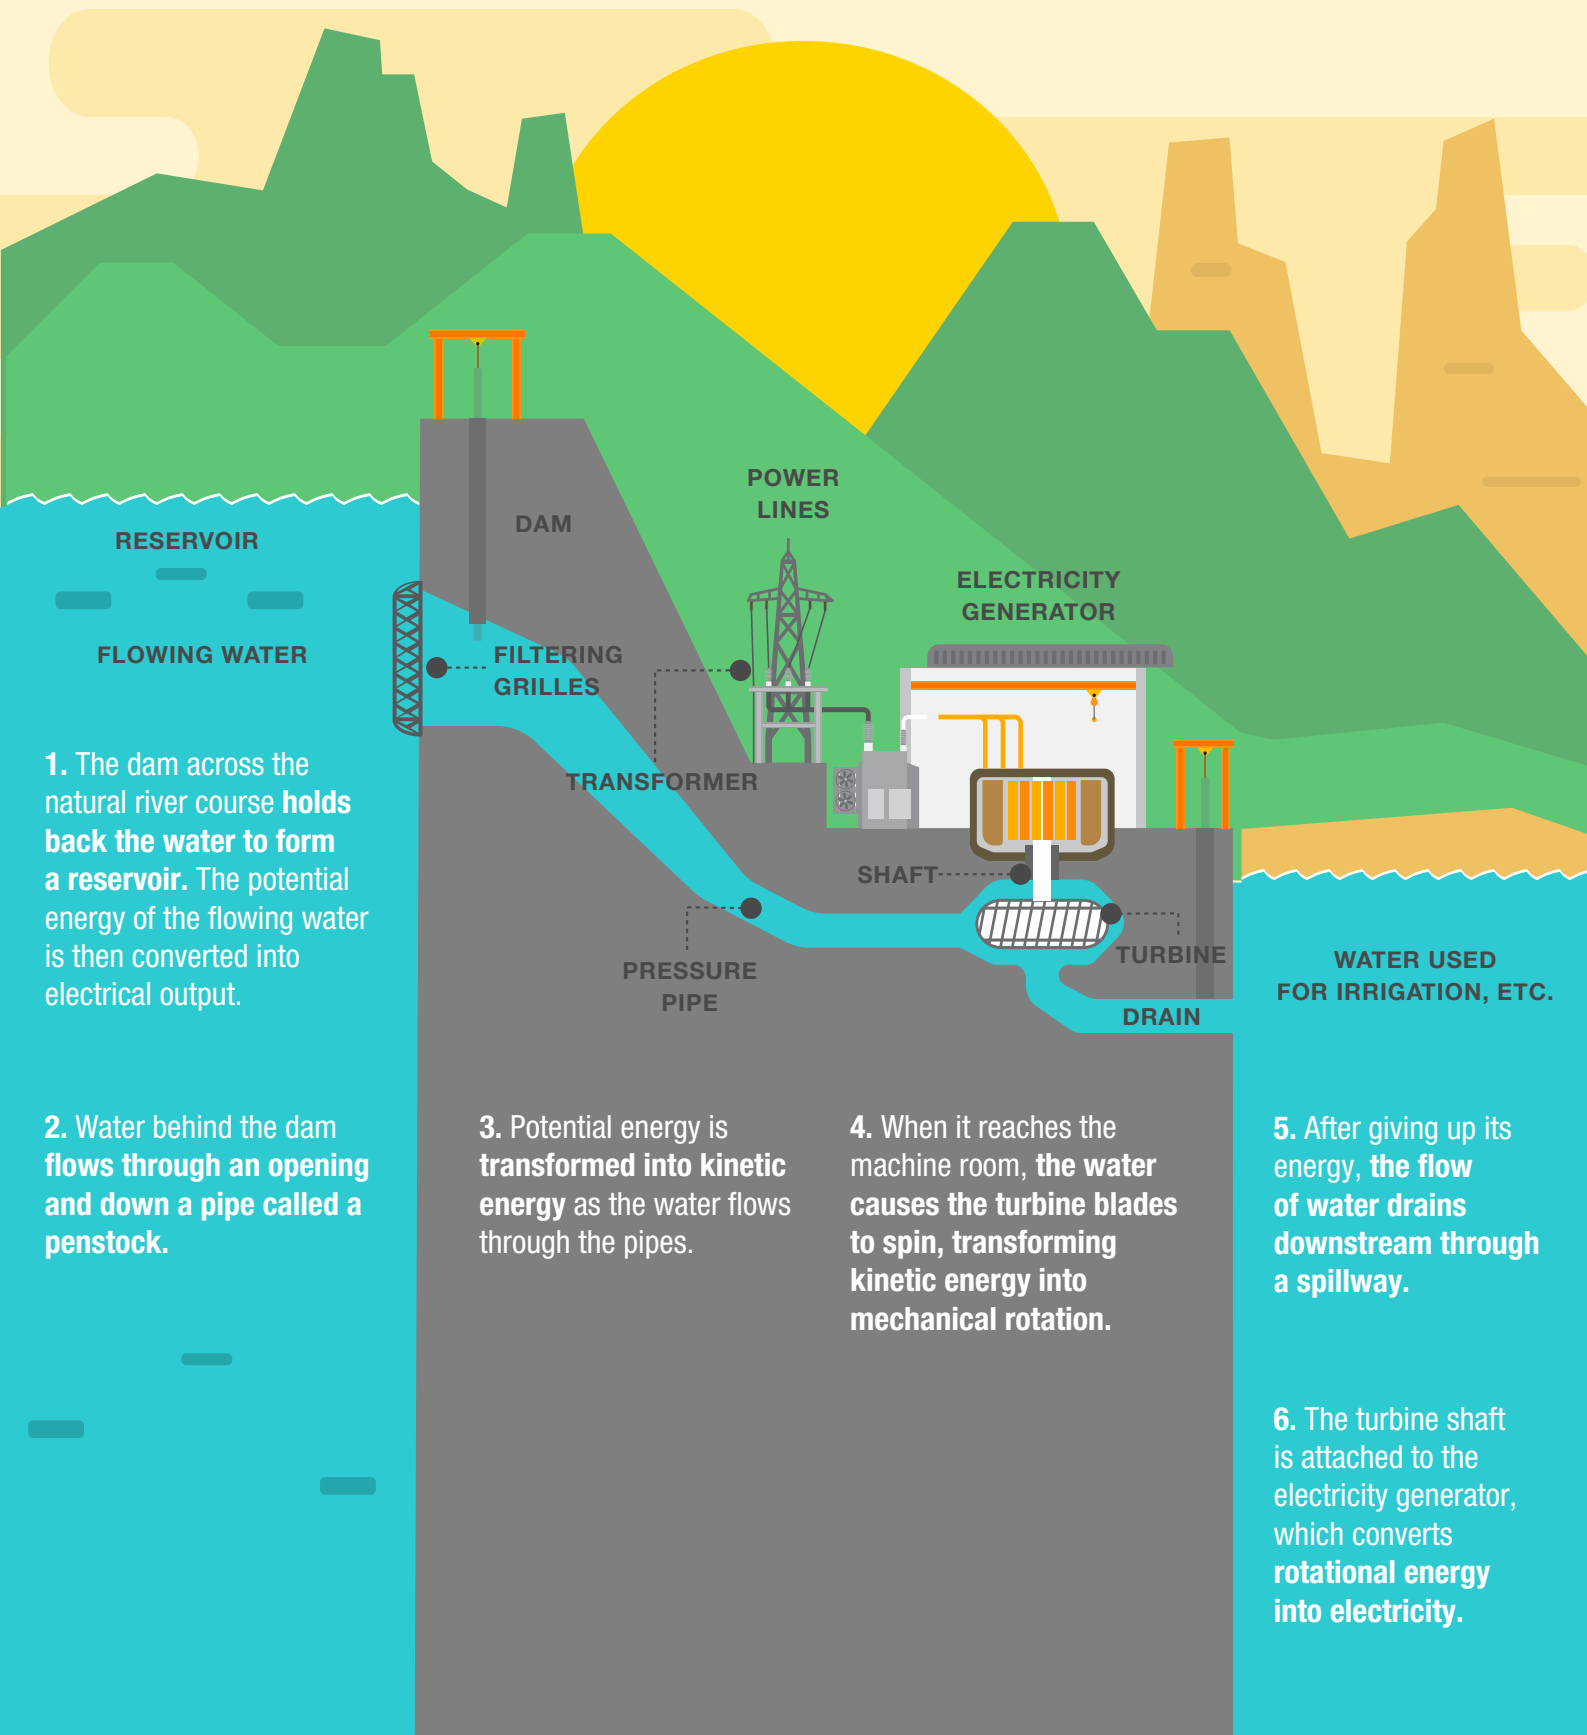 POWER
LINES
DAM
RESERVOIR
ELECTRICITY
GENERATOR
FLOWING WATER
FILTERING
GRILLES
TRANSFORMER
SHAFT
TURBINE
PRESSURE
PIPE
DRAIN
WATER USED
FOR IRRIGATION, ETC.
1. The dam across the
natural river course holds
back the water to form
a reservoir. The potential
energy of the flowing water
is then converted into
electrical output.
2. Water behind the dam
flows through an opening
and down a pipe called a
penstock.
3. Potential energy is
transformed into kinetic
energy as the water flows
through the pipes.
4. When it reaches the
machine room, the water
causes the turbine blades
to spin, transforming
kinetic energy into
mechanical rotation.
5. After giving up its
energy, the flow
of water drains
downstream through
a spillway.
6. The turbine shaft
is attached to the
electricity generator,
which converts
rotational energy
into electricity.